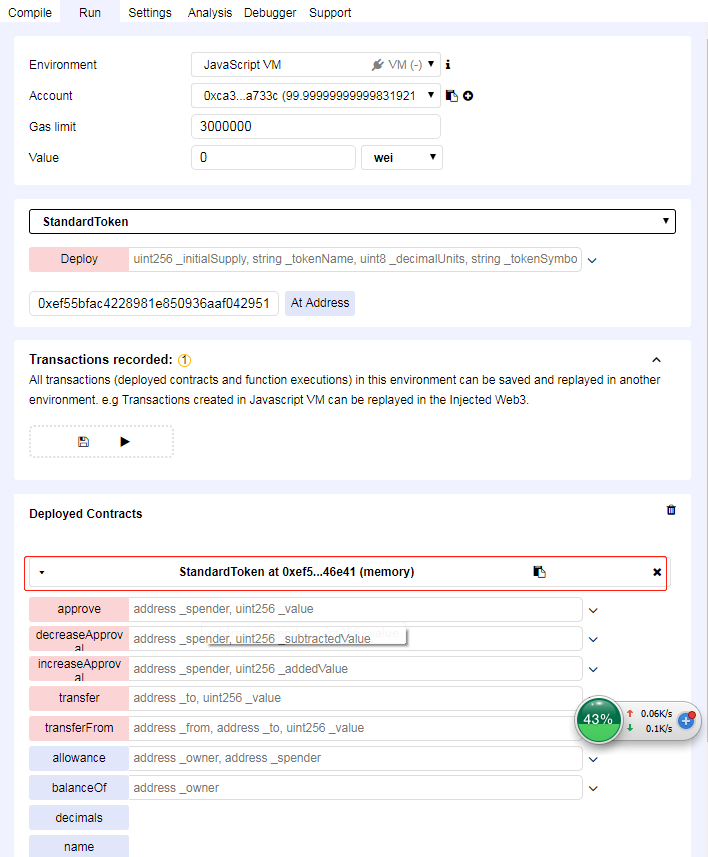 Compile Run Settings Analysis Debugger Support
Environment JavaScript VM VM (-)
Account 0xca3...a733c (99.99999999999831921
Gas limit 3000000
Value 0 wei
StandardToken
Deploy uint256 _initialSupply, string _tokenName, uint8 _decimalUnits, string _tokenSymbo
0xef55bfac4228981e850936aaf042951 At Address
Transactions recorded: 1
All transactions (deployed contracts and function executions) in this environment can be saved and replayed in another
environment. e.g Transactions created in Javascript VM can be replayed in the Injected Web3.
Deployed Contracts
StandardToken at 0xef5...46e41 (memory)
approve address _spender, uint256 _value
decreaseApprov
al address _spender, uint256 _subtractedValue
increaseApprov
al address _spender, uint256 _addedValue
transfer address _to, uint256 _value
transferFrom address _from, address _to, uint256 _value
43% 0.06K/s
0.1K/s
allowance address _owner, address _spender
balanceOf address _owner
decimals
name